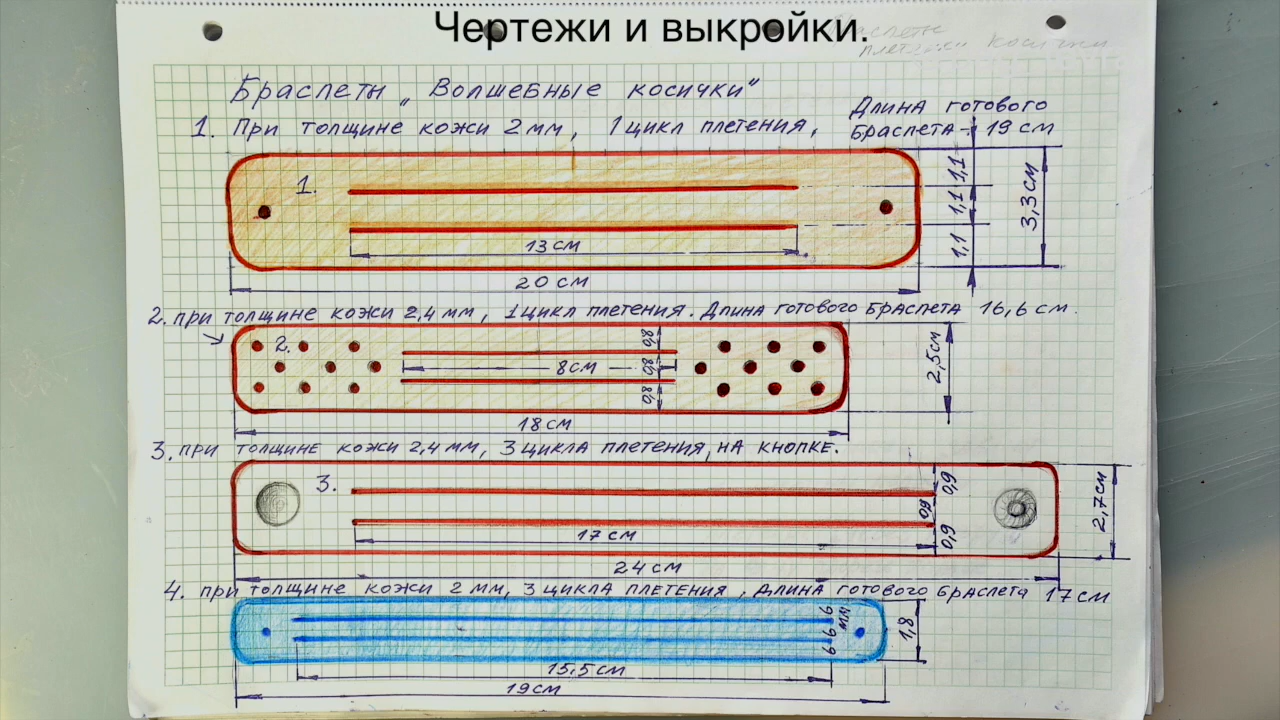 Чертежи и выкройки.
Браслеты „Волшебные косички"
1. При толщине кожи 2 мм, 1 цикл плетения, Длина готового браслета - 19 см
1.
1,1
1,1
1,1
3,3 см
13 см
20 см
2. при толщине кожи 2,4 мм, 1 цикл плетения. Длина готового браслета 16,6 см.
2.
0,8
0,8
0,8
8 см
2,5 см
18 см
3. при толщине кожи 2,4 мм, 3 цикла плетения, на кнопке.
3.
0,9
0,9
0,9
2,7 см
17 см
24 см
4. при толщине кожи 2 мм, 3 цикла плетения, длина готового браслета 17 см
6 6 6 мм
1,8
15,5 см
19 см